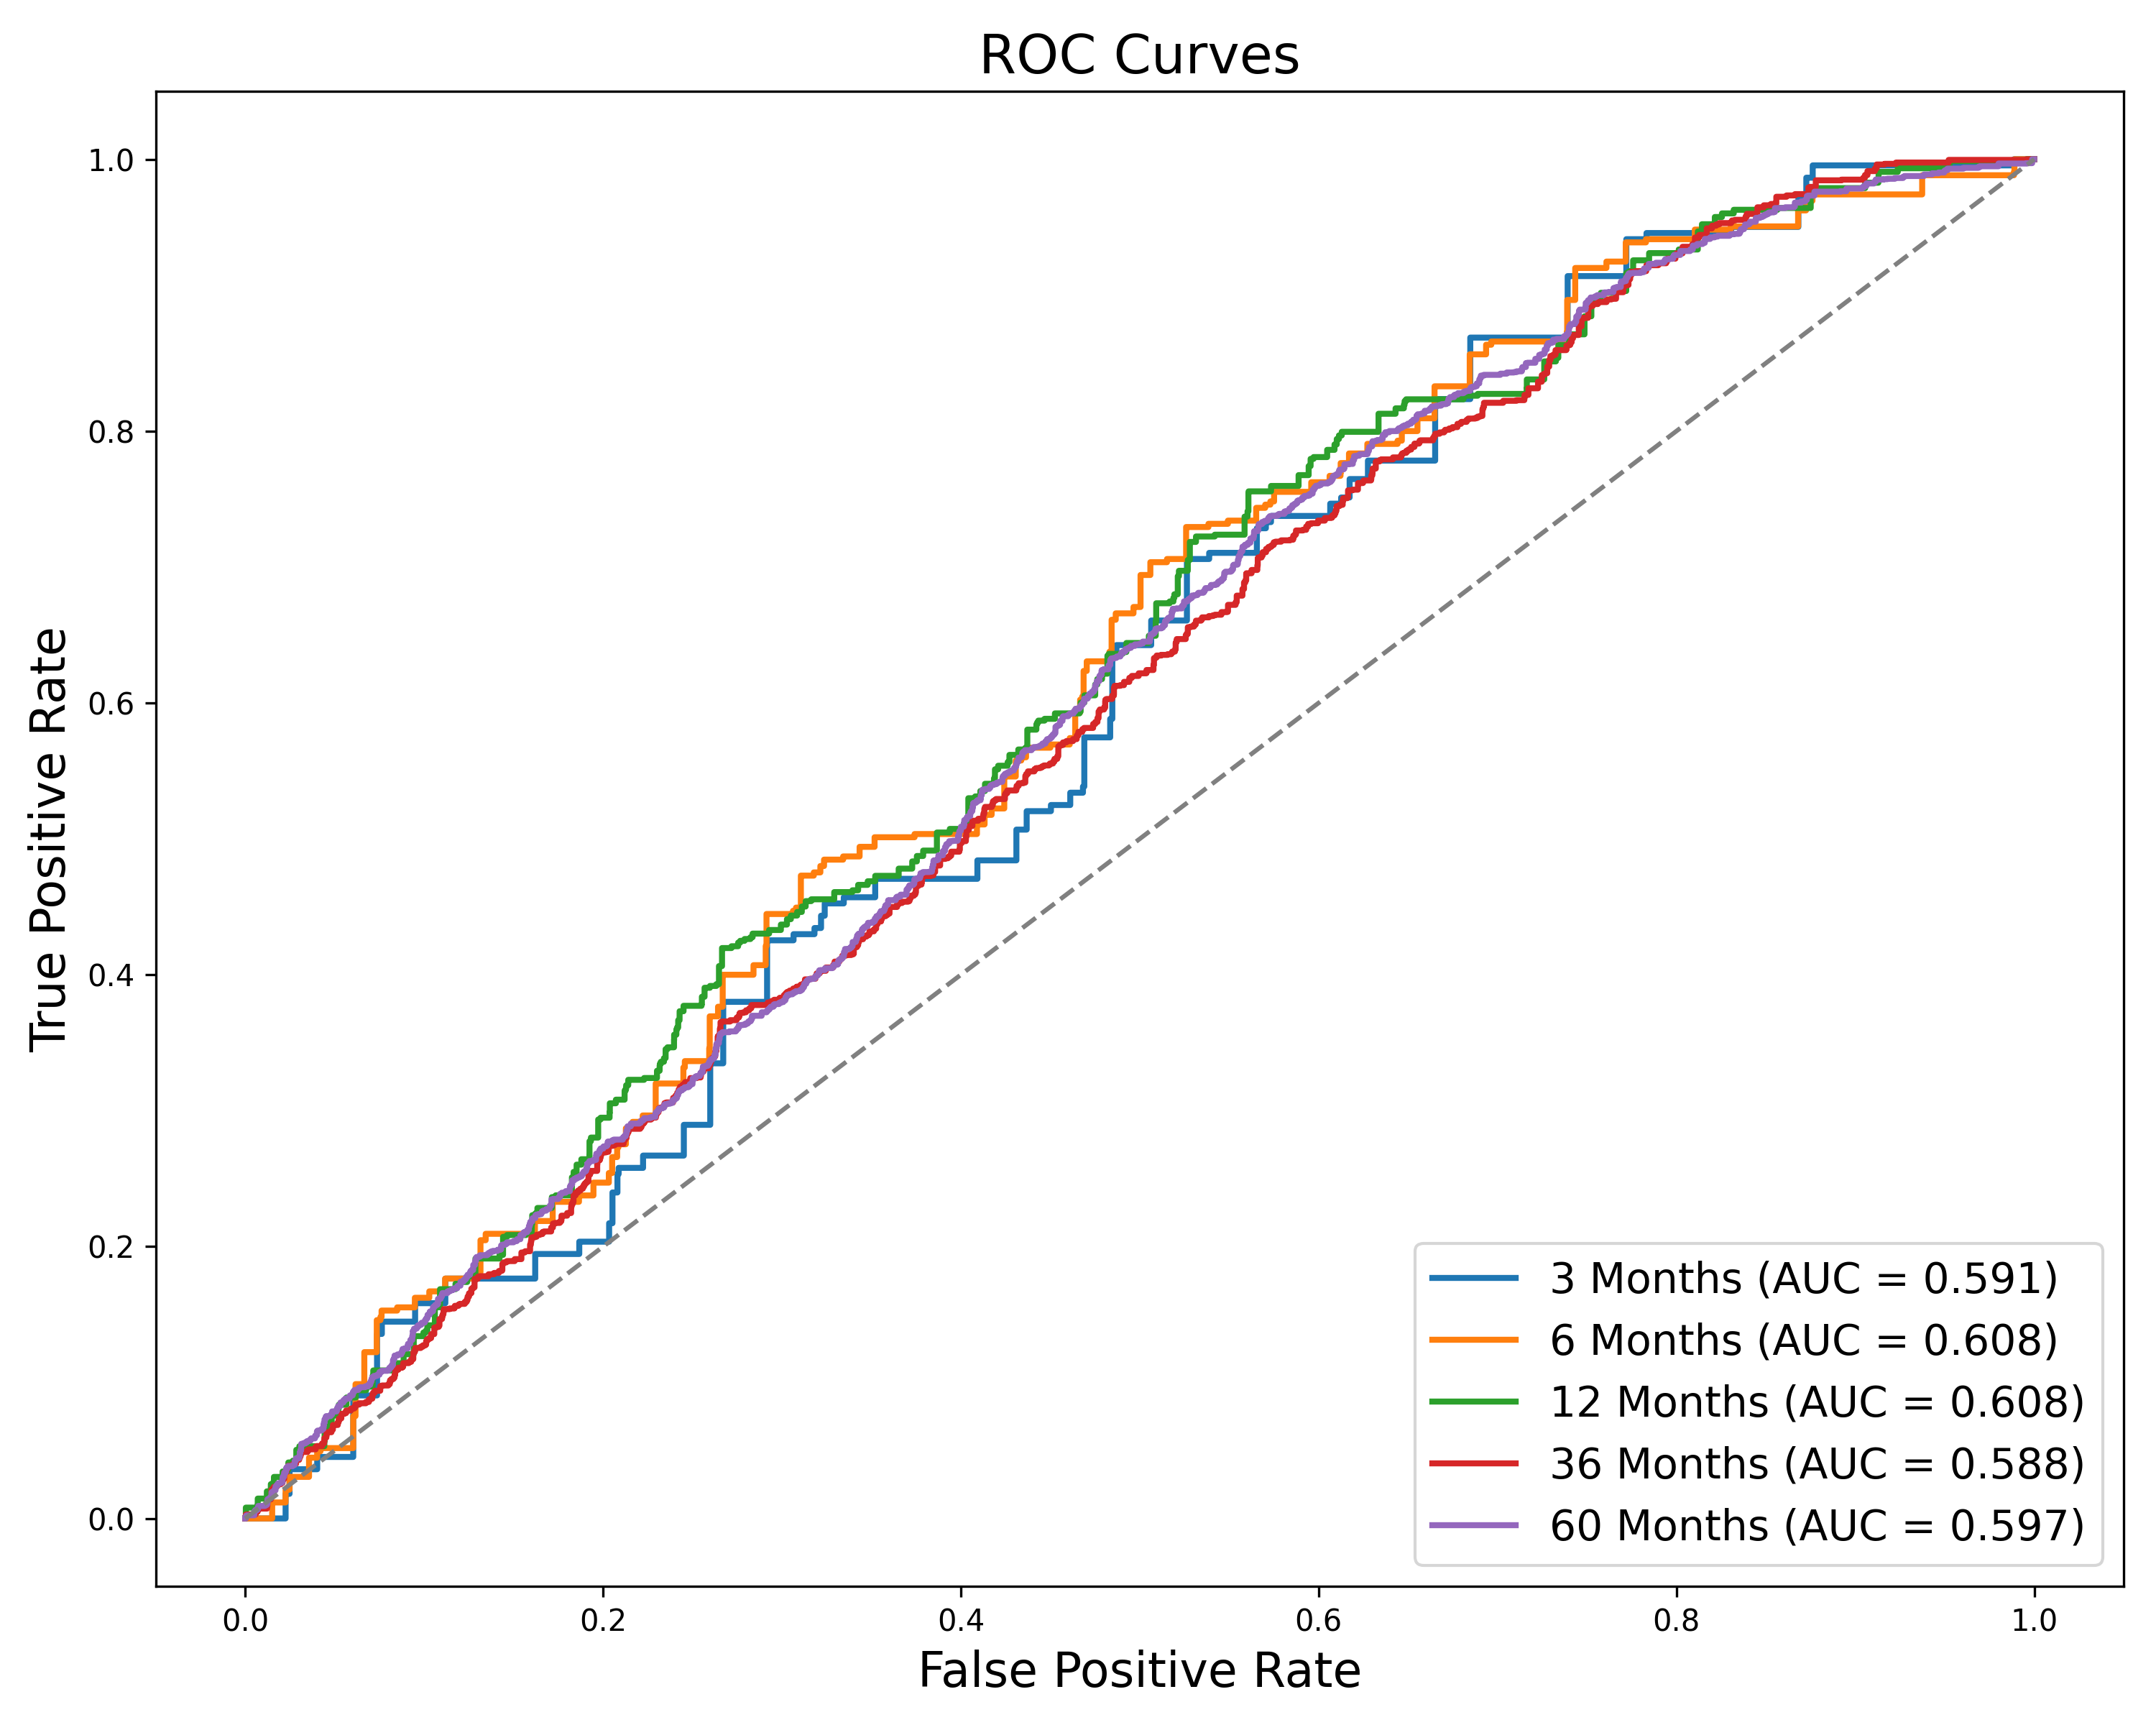 ROC Curves
True Positive Rate
1.0
0.8
0.6
0.4
0.2
0.0
3 Months (AUC = 0.591)
6 Months (AUC = 0.608)
12 Months (AUC = 0.608)
36 Months (AUC = 0.588)
60 Months (AUC = 0.597)
0.0 0.2 0.4 0.6 0.8 1.0
False Positive Rate